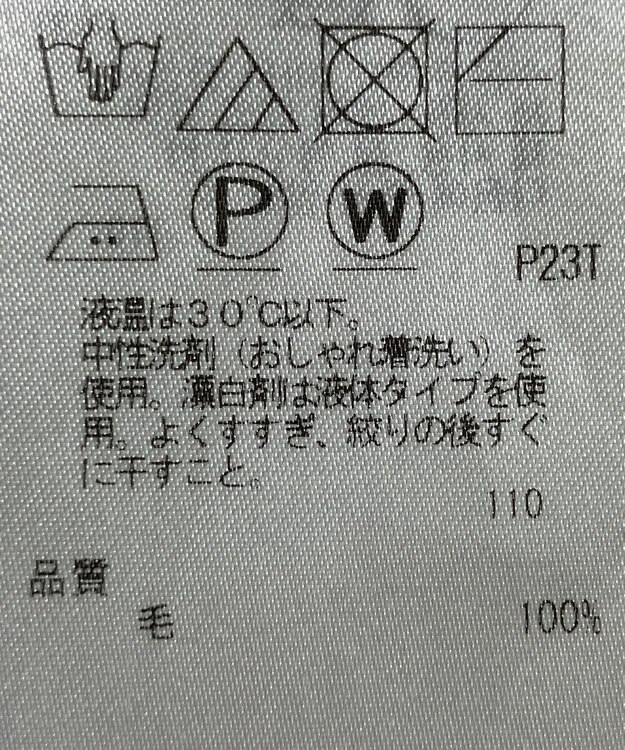 P W P23T
液温は30℃以下。
中性洗剤（おしゃれ着洗い）を
使用。漂白剤は液体タイプを使
用。よくすすぎ、絞りの後すぐ
に干すこと。
110
品質
毛 100%